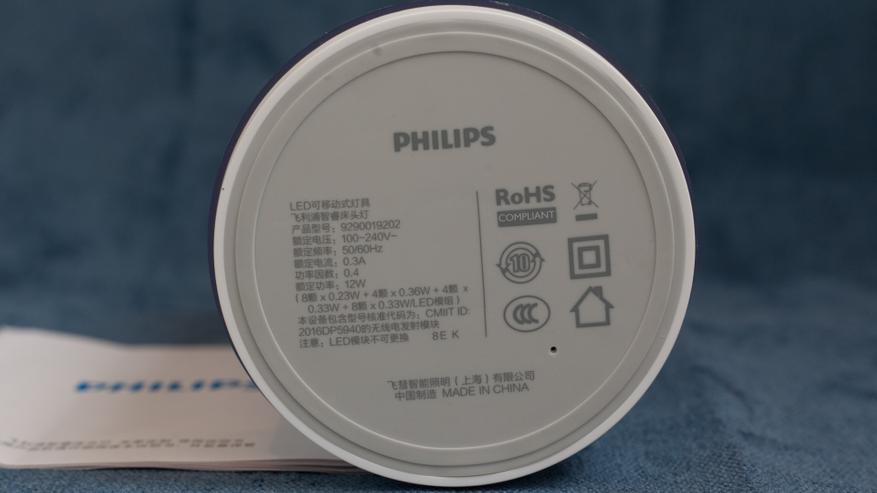 PHILIPS
LED可移动式灯具
飞利浦智睿床头灯
产品型号：9290019202
额定电压：100~240V~
额定频率：50/60Hz
额定电流：0.3A
功率因数：0.4
额定功率：12W
（8颗 x 0.23W + 4颗 x 0.36W + 4颗 x
0.33W + 8颗 x 0.33W/LED模组）
本设备包含型号核准代码为：CMIIT ID:
2016DP5940的无线电发射模块
注意：LED模块不可更换 8E K
RoHS
COMPLIANT
10
CCC
飞慧智能照明（上海）有限公司
中国制造 MADE IN CHINA
PHILIPS